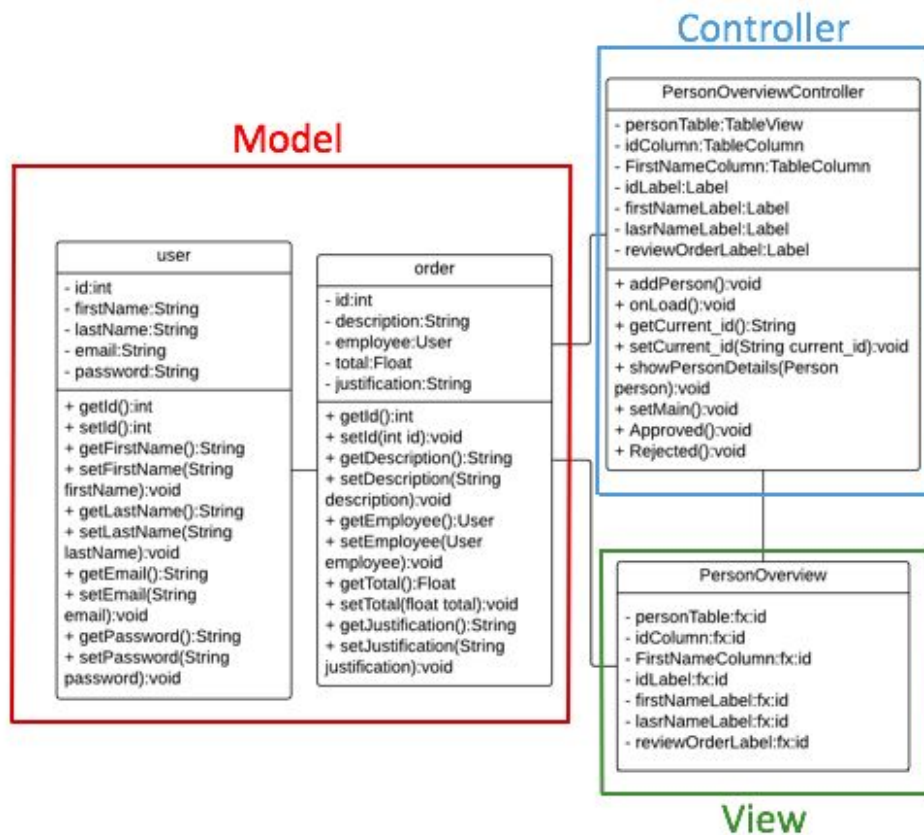 Controller
PersonOverviewController
- personTable:TableView
- idColumn:TableColumn
- FirstNameColumn:TableColumn
- idLabel:Label
- firstNameLabel:Label
- lasrNameLabel:Label
- reviewOrderLabel:Label
+ addPerson():void
+ onLoad():void
+ getCurrent_id():String
+ setCurrent_id(String current_id):void
+ showPersonDetails(Person
person):void
+ setMain():void
+ Approved():void
+ Rejected():void
Model
user
- id:int
- firstName:String
- lastName:String
- email:String
- password:String
+ getId():int
+ setId():int
+ getFirstName():String
+ setFirstName(String
firstName):void
+ getLastName():String
+ setLastName(String
lastName):void
+ getEmail():String
+ setEmail(String
email):void
+ getPassword():String
+ setPassword(String
password):void
order
- id:int
- description:String
- employee:User
- total:Float
- justification:String
+ getId():int
+ setId(int id):void
+ getDescription():String
+ setDescription(String
description):void
+ getEmployee():User
+ setEmployee(User
employee):void
+ getTotal():Float
+ setTotal(float total):void
+ getJustification():String
+ setJustification(String
justification):void
PersonOverview
- personTable:fx:id
- idColumn:fx:id
- FirstNameColumn:fx:id
- idLabel:fx:id
- firstNameLabel:fx:id
- lasrNameLabel:fx:id
- reviewOrderLabel:fx:id
View